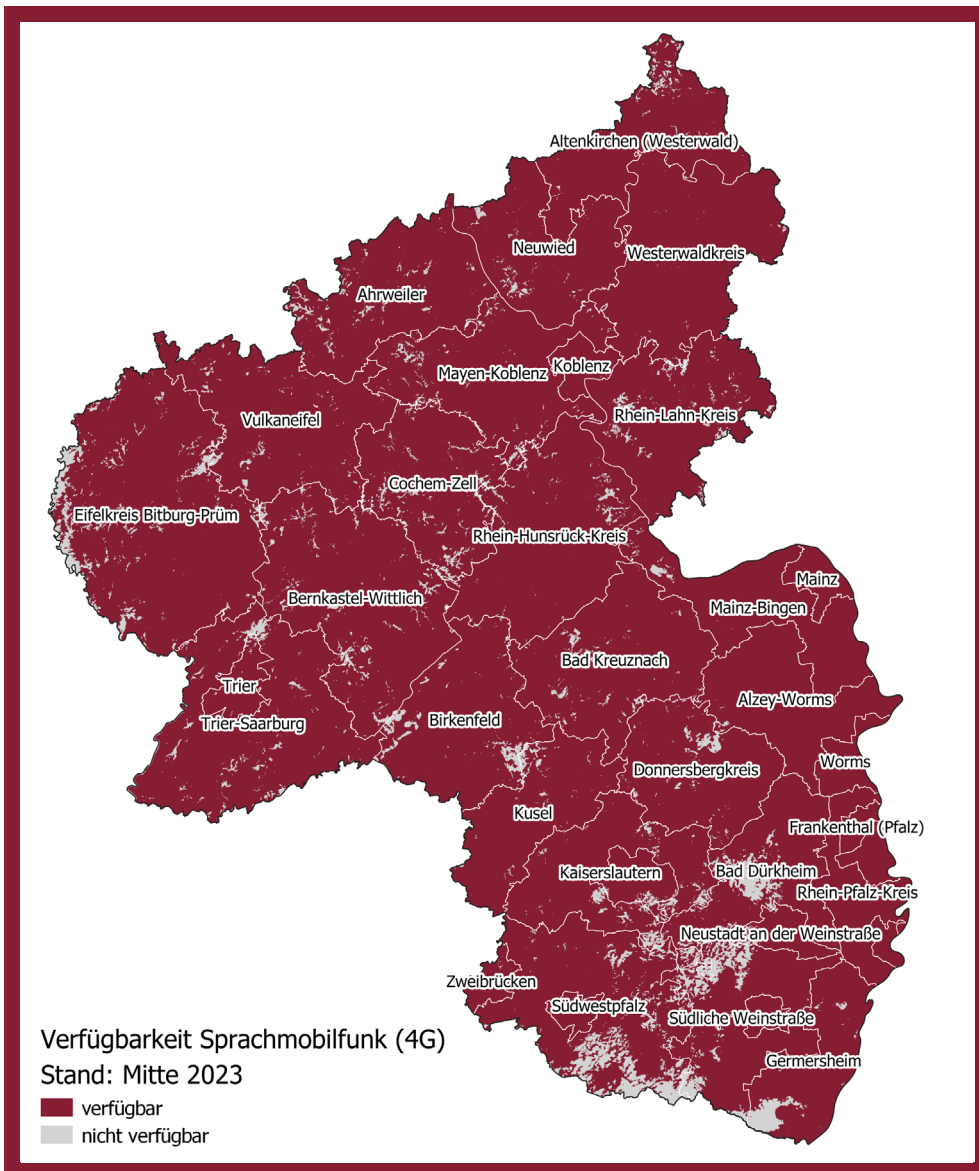 Altenkirchen (Westerwald)
Neuwied
Westerwaldkreis
Ahrweiler
Koblenz
Mayen-Koblenz
Vulkaneifel
Rhein-Lahn-Kreis
Cochem-Zell
Eifelkreis Bitburg-Prüm
Rhein-Hunsrück-Kreis
Mainz
Bernkastel-Wittlich
Mainz-Bingen
Bad Kreuznach
Trier
Alzey-Worms
Trier-Saarburg
Birkenfeld
Worms
Donnersbergkreis
Kusel
Frankenthal (Pfalz)
Kaiserslautern
Bad Dürkheim
Rhein-Pfalz-Kreis
Neustadt an der Weinstraße
Zweibrücken
Südwestpfalz
Südliche Weinstraße
Germersheim
Verfügbarkeit Sprachmobilfunk (4G)
Stand: Mitte 2023
verfügbar
nicht verfügbar